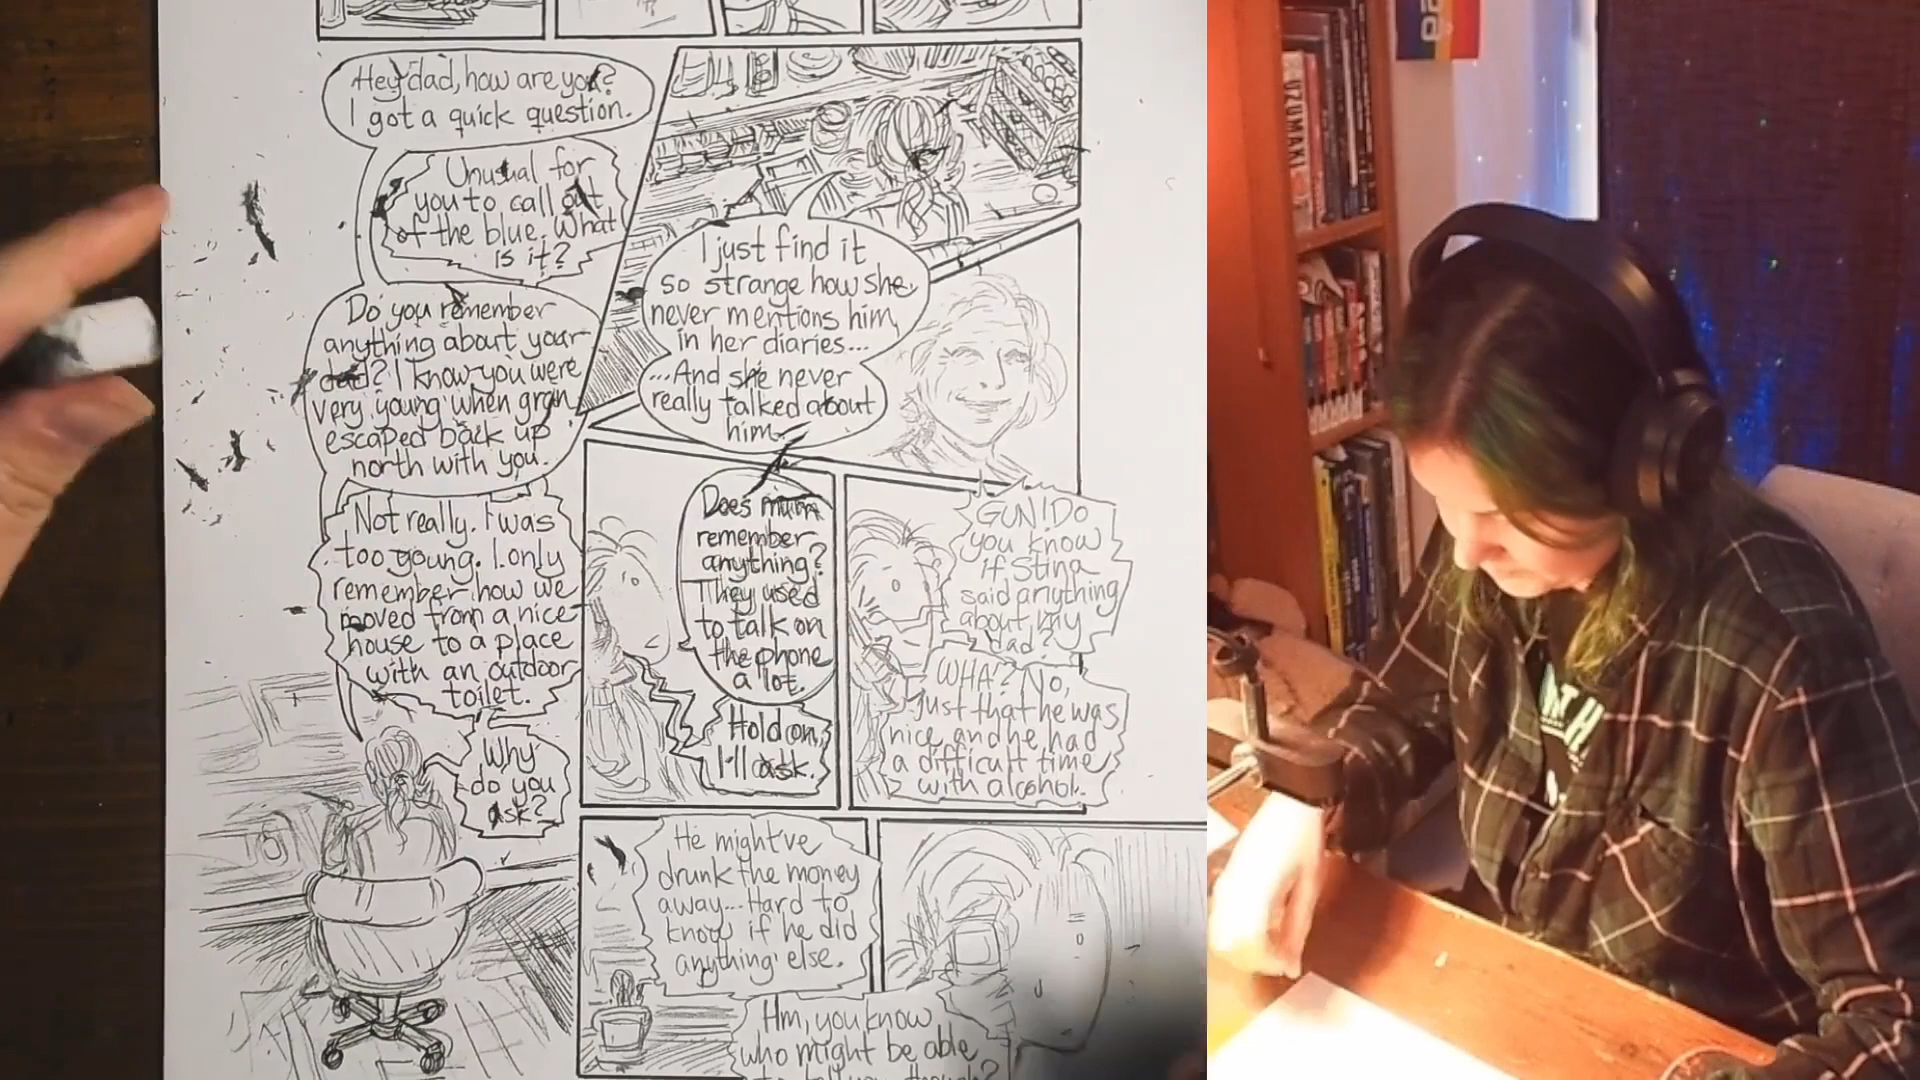 Hey dad, how are you?
I got a quick question.
Unusual for
you to call out
of the blue. What
is it?
Do you remember
anything about your
dad? I know you were
very young when gran
escaped back up
north with you.
Not really. I was
too young. I only
remember how we
moved from a nice
house to a place
with an outdoor
toilet.
Why
do you
ask?
I just find it
so strange how she
never mentions him
in her diaries...
...And she never
really talked about
him.
Does mum
remember
anything?
They used
to talk on
the phone
a lot.
Hold on,
I'll ask.
GUN! Do
you know
if Stina
said anything
about my
dad?
WHA? No,
just that he was
nice and he had
a difficult time
with alcohol.
He might've
drunk the money
away... Hard to
know if he did
anything else.
Hm, you know
who might be able
UZUMAKI